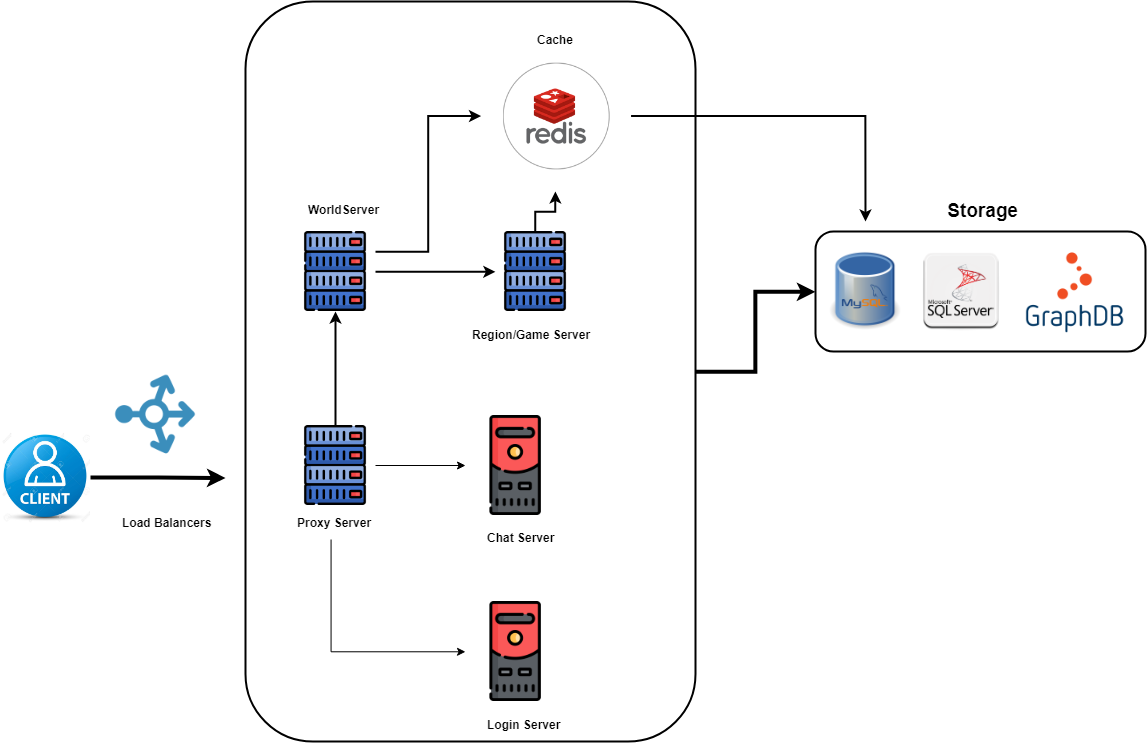 Cache
redis
WorldServer
Storage
MySQL
Microsoft
SQL Server
GraphDB
Region/Game Server
CLIENT
Load Balancers
Proxy Server
Chat Server
Login Server